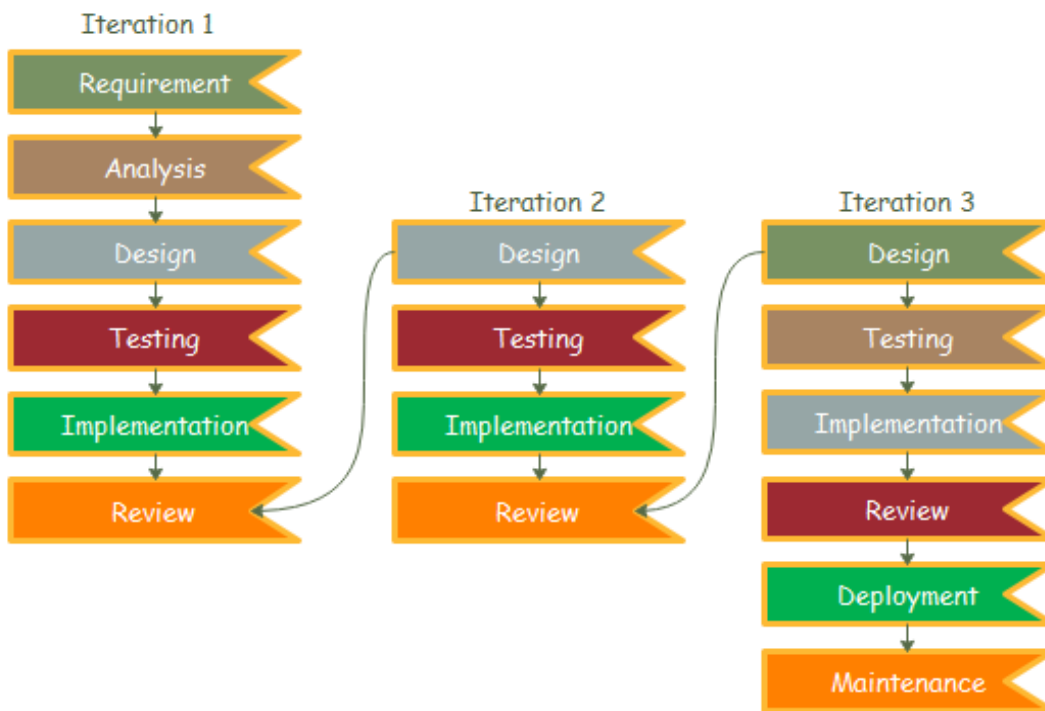 Iteration 1
Requirement
Analysis
Design
Testing
Implementation
Review
Iteration 2
Design
Testing
Implementation
Review
Iteration 3
Design
Testing
Implementation
Review
Deployment
Maintenance